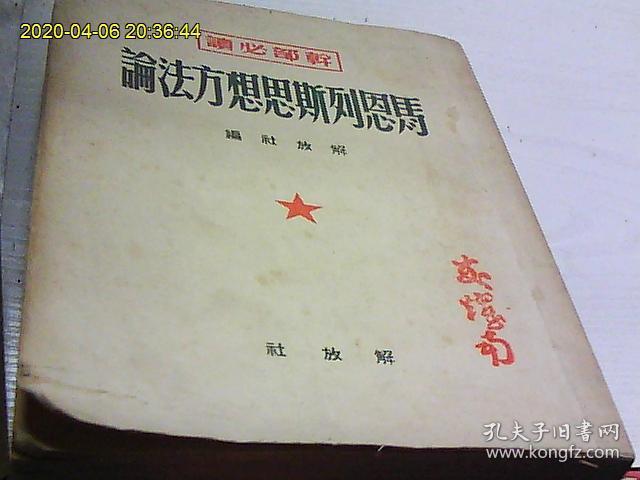 2020-04-06 20:36:44
幹部必讀
馬恩列斯思想方法論
解放社編
解放社
孔夫子旧书网
www.kongfz.com